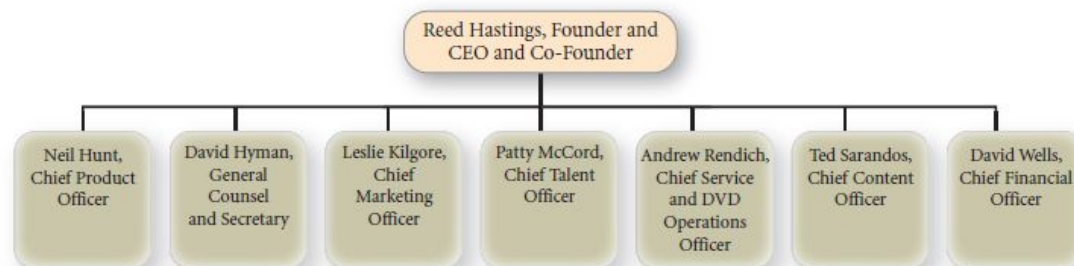 Reed Hastings, Founder and
CEO and Co-Founder
Neil Hunt,
Chief Product
Officer
David Hyman,
General
Counsel
and Secretary
Leslie Kilgore,
Chief
Marketing
Officer
Patty McCord,
Chief Talent
Officer
Andrew Rendich,
Chief Service
and DVD
Operations
Officer
Ted Sarandos,
Chief Content
Officer
David Wells,
Chief Financial
Officer